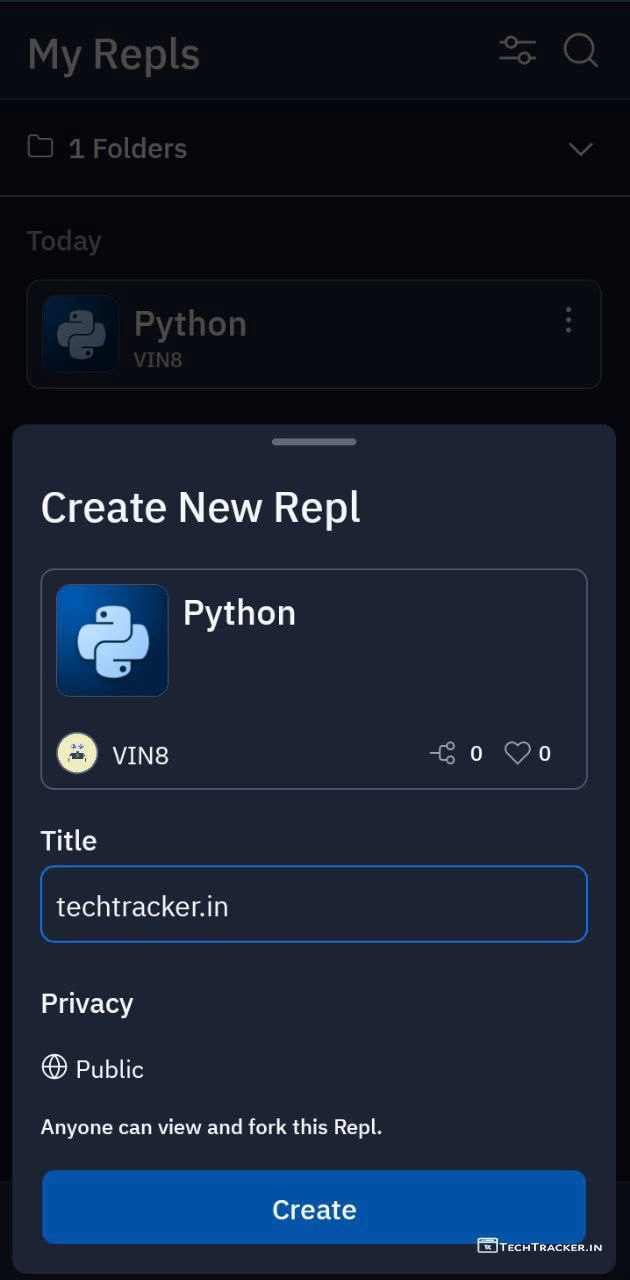 My Repls
1 Folders
Today
Python
VIN8
Create New Repl
Python
VIN8 0 0
Title
techtracker.in
Privacy
Public
Anyone can view and fork this Repl.
Create
TECHTRACKER.IN